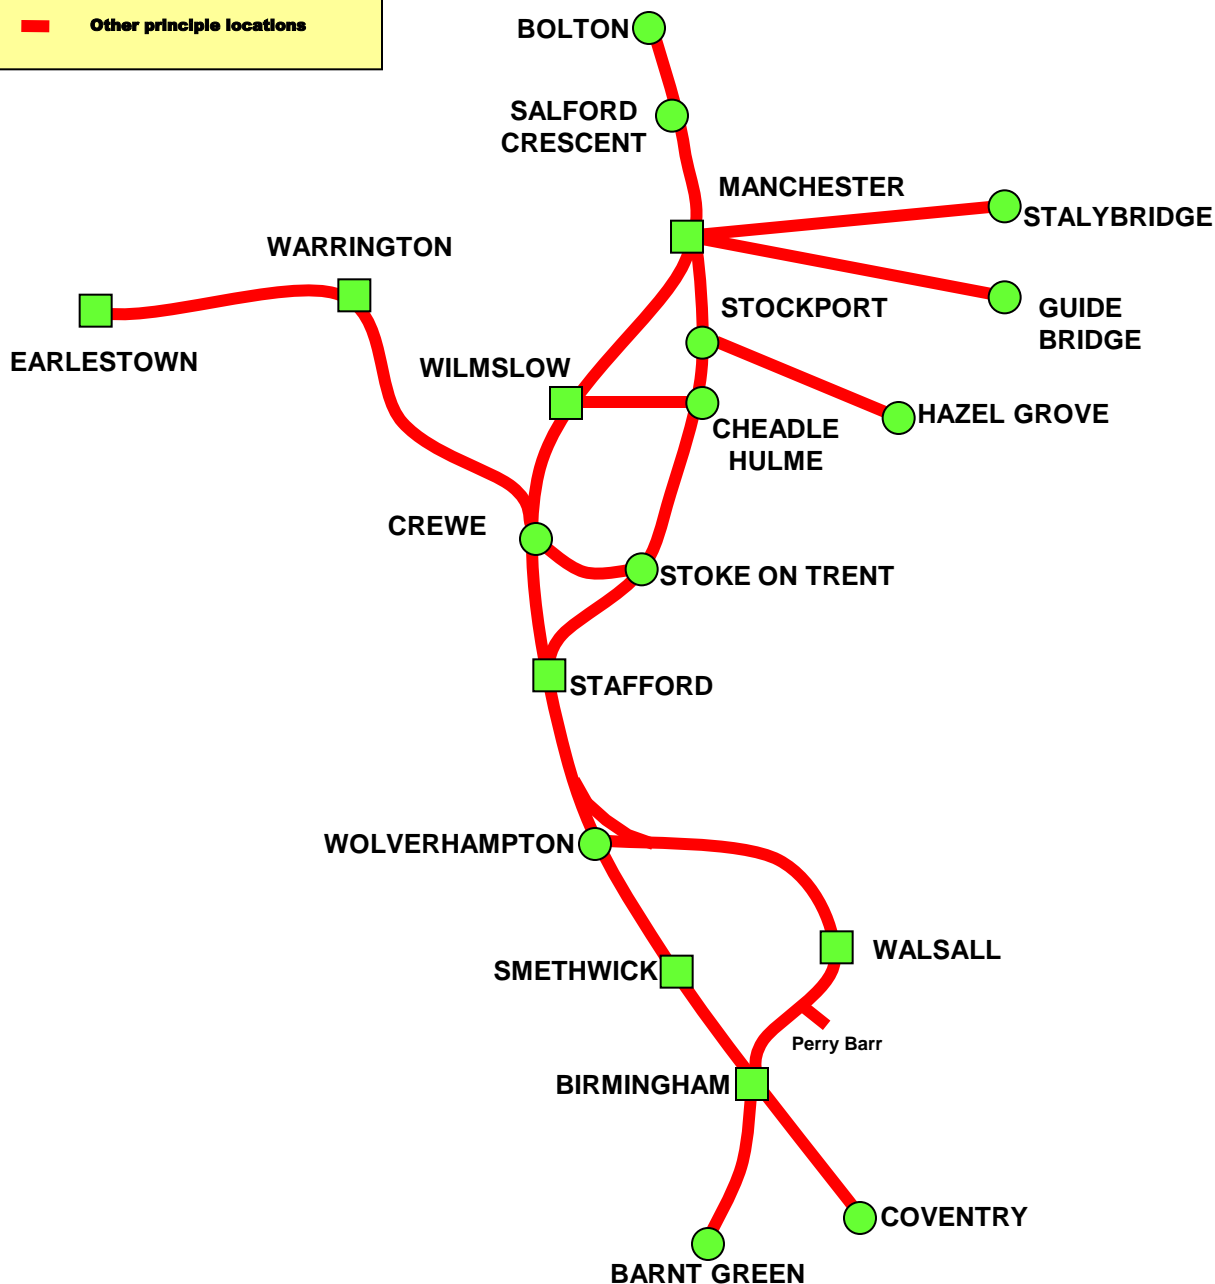 Other principle locations
BOLTON
SALFORD
CRESCENT
MANCHESTER
STALYBRIDGE
WARRINGTON
STOCKPORT
GUIDE
BRIDGE
EARLESTOWN
WILMSLOW
HAZEL GROVE
CHEADLE
HULME
CREWE
STOKE ON TRENT
STAFFORD
WOLVERHAMPTON
WALSALL
SMETHWICK
Perry Barr
BIRMINGHAM
COVENTRY
BARNT GREEN